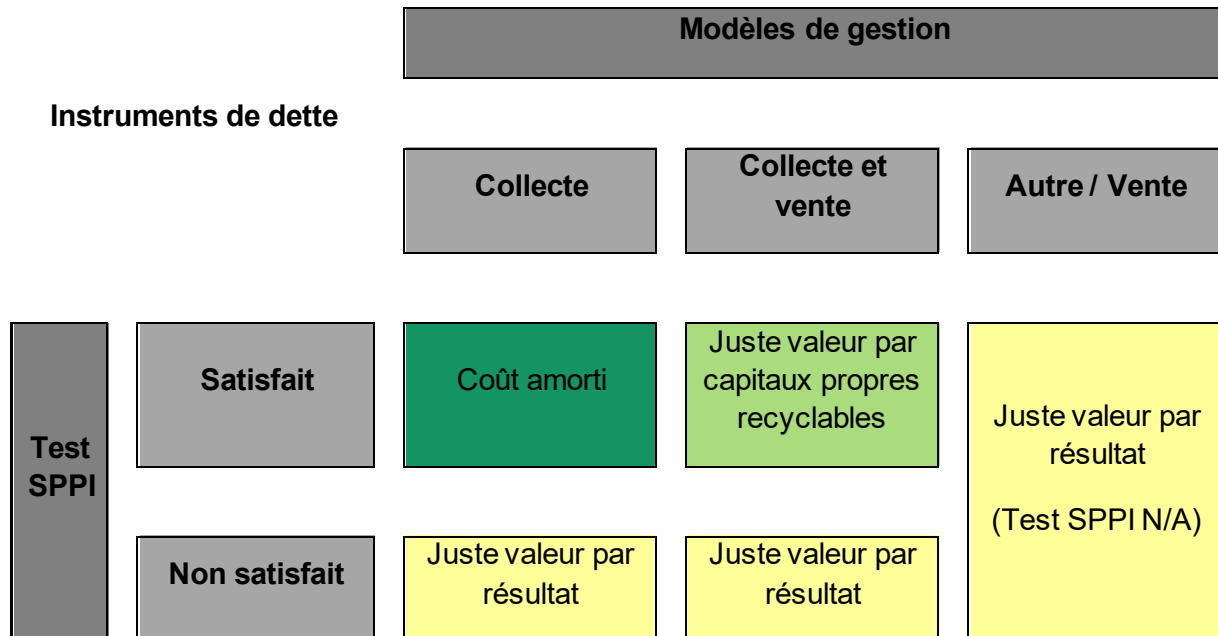 Modèles de gestion
Instruments de dette
Collecte
Collecte et
vente
Autre / Vente
Test
SPPI
Satisfait
Coût amorti
Juste valeur par
capitaux propres
recyclables
Juste valeur par
résultat
(Test SPPI N/A)
Non satisfait
Juste valeur par
résultat
Juste valeur par
résultat